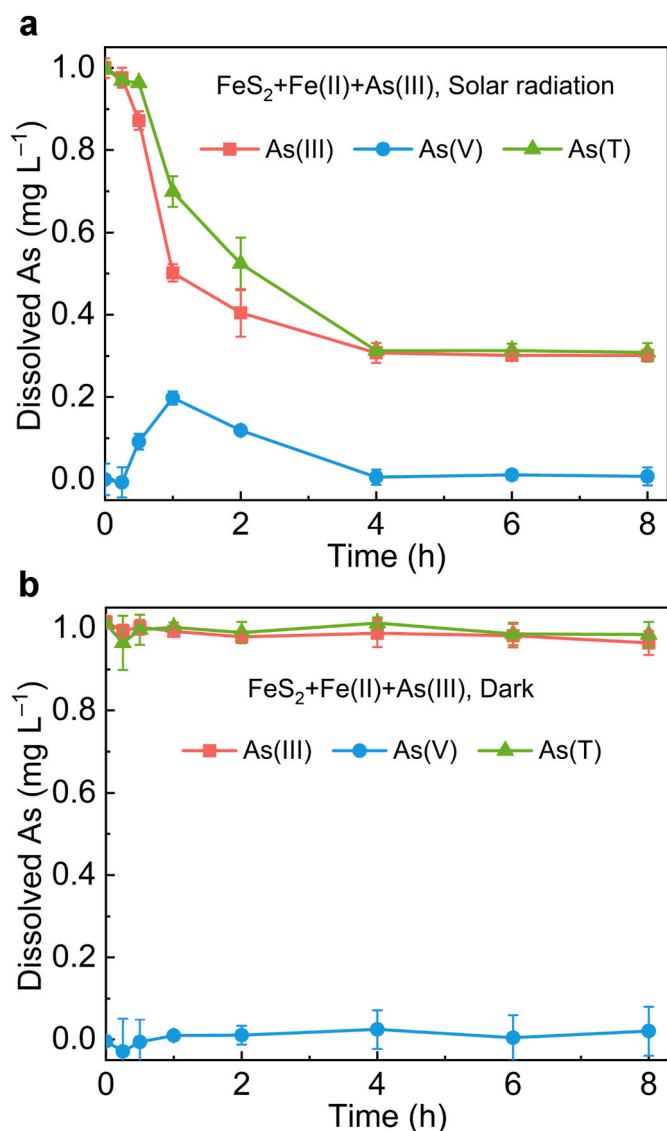 a
FeS₂+Fe(II)+As(III), Solar radiation
As(III) As(V) As(T)
Dissolved As (mg L⁻¹)
1.0
0.8
0.6
0.4
0.2
0.0
0 2 4 6 8
Time (h)
b
FeS₂+Fe(II)+As(III), Dark
As(III) As(V) As(T)
Dissolved As (mg L⁻¹)
1.0
0.8
0.6
0.4
0.2
0.0
0 2 4 6 8
Time (h)